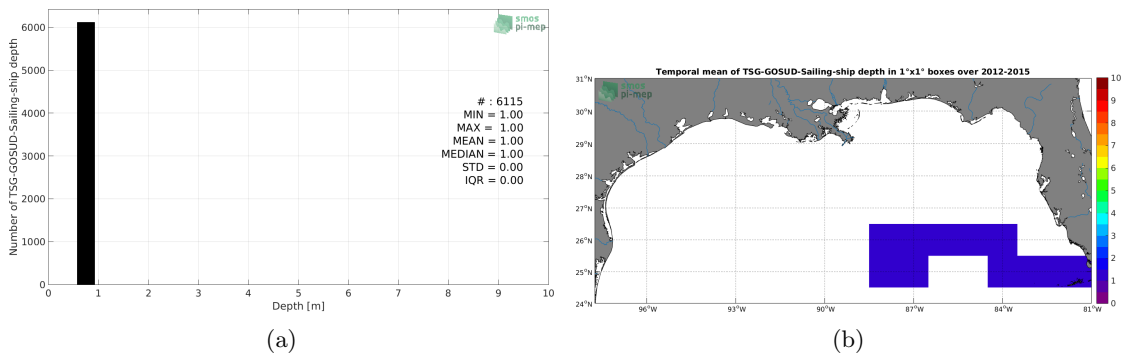 smos
pi-mep
Number of TSG-GOSUD-Sailing-ship depth
6000
5000
4000
3000
2000
1000
0
# : 6115
MIN = 1.00
MAX = 1.00
MEAN = 1.00
MEDIAN = 1.00
STD = 0.00
IQR = 0.00
0 1 2 3 4 5 6 7 8 9 10
Depth [m]
(a)
Temporal mean of TSG-GOSUD-Sailing-ship depth in 1°x1° boxes over 2012-2015
smos
pi-mep
31°N
30°N
29°N
28°N
27°N
26°N
25°N
24°N
96°W 93°W 90°W 87°W 84°W 81°W
10
9
8
7
6
5
4
3
2
1
0
(b)